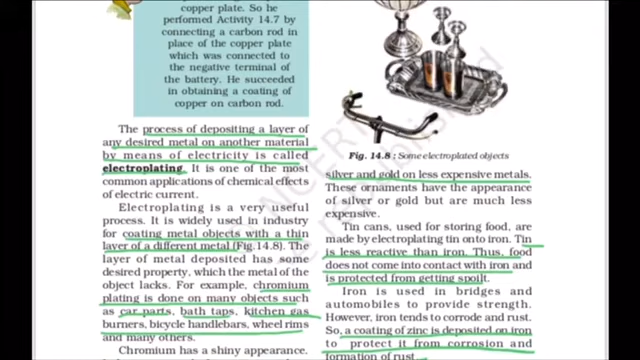 copper plate. So he
performed Activity 14.7 by
connecting a carbon rod in
place of the copper plate
which was connected to
the negative terminal of
the battery. He succeeded
in obtaining a coating of
copper on carbon rod.
The process of depositing a layer of
any desired metal on another material
by means of electricity is called
electroplating. It is one of the most
common applications of chemical effects
of electric current.
Electroplating is a very useful
process. It is widely used in industry
for coating metal objects with a thin
layer of a different metal (Fig.14.8). The
layer of metal deposited has some
desired property, which the metal of the
object lacks. For example, chromium
plating is done on many objects such
as car parts, bath taps, kitchen gas
burners, bicycle handlebars, wheel rims
and many others.
Chromium has a shiny appearance.
Fig. 14.8 : Some electroplated objects
silver and gold on less expensive metals.
These ornaments have the appearance
of silver or gold but are much less
expensive.
Tin cans, used for storing food, are
made by electroplating tin onto iron. Tin
is less reactive than iron. Thus, food
does not come into contact with iron and
is protected from getting spoilt.
Iron is used in bridges and
automobiles to provide strength.
However, iron tends to corrode and rust.
So, a coating of zinc is deposited on iron
to protect it from corrosion and
formation of rust.